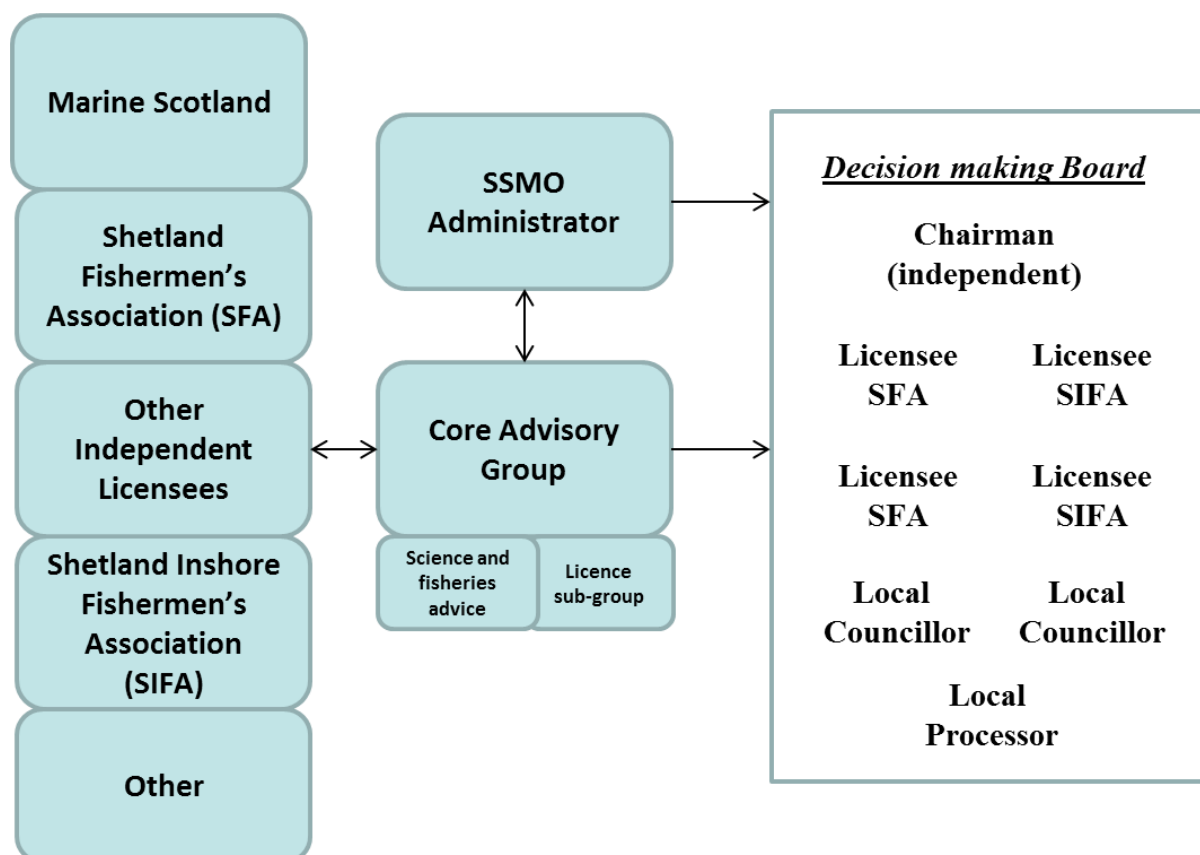 Marine Scotland
Shetland
Fishermen’s
Association (SFA)
Other
Independent
Licensees
Shetland Inshore
Fishermen’s
Association
(SIFA)
Other
SSMO
Administrator
Core Advisory
Group
Science and
fisheries
advice
Licence
sub-group
Decision making Board
Chairman
(independent)
Licensee
SFA
Licensee
SIFA
Licensee
SFA
Licensee
SIFA
Local
Councillor
Local
Councillor
Local
Processor